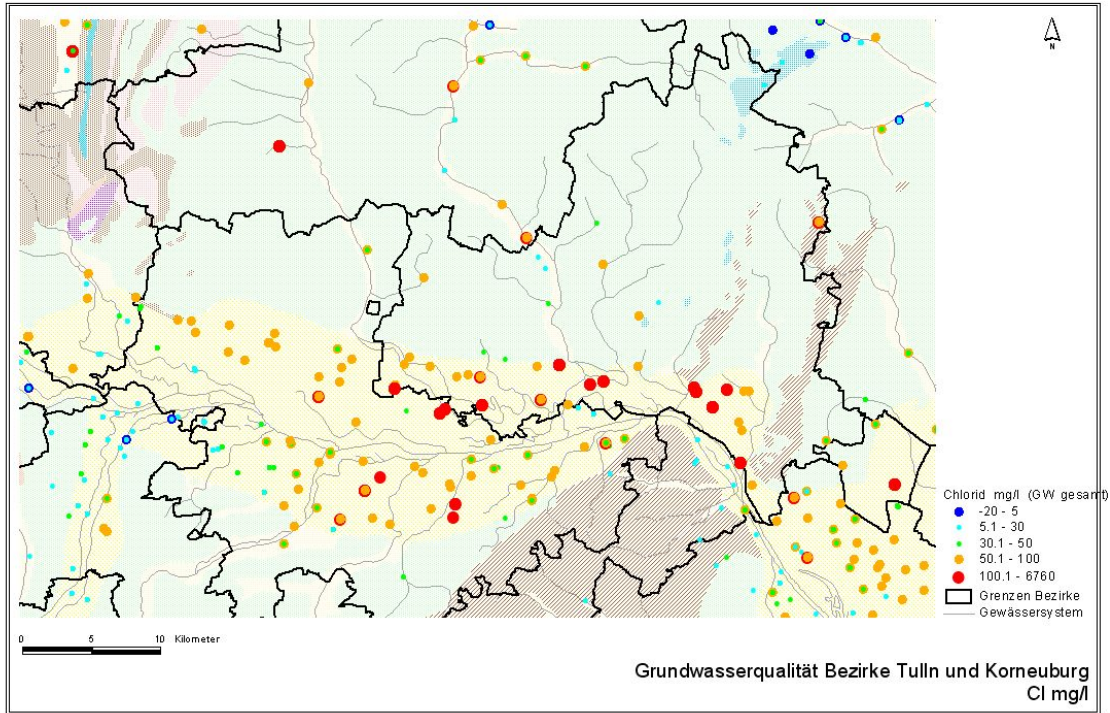 N
Chlorid mg/l (GW gesamt)
-20 - 5
5.1 - 30
30.1 - 50
50.1 - 100
100.1 - 6760
Grenzen Bezirke
Gewässersystem
0 5 10 Kilometer
Grundwasserqualität Bezirke Tulln und Korneuburg
Cl mg/l